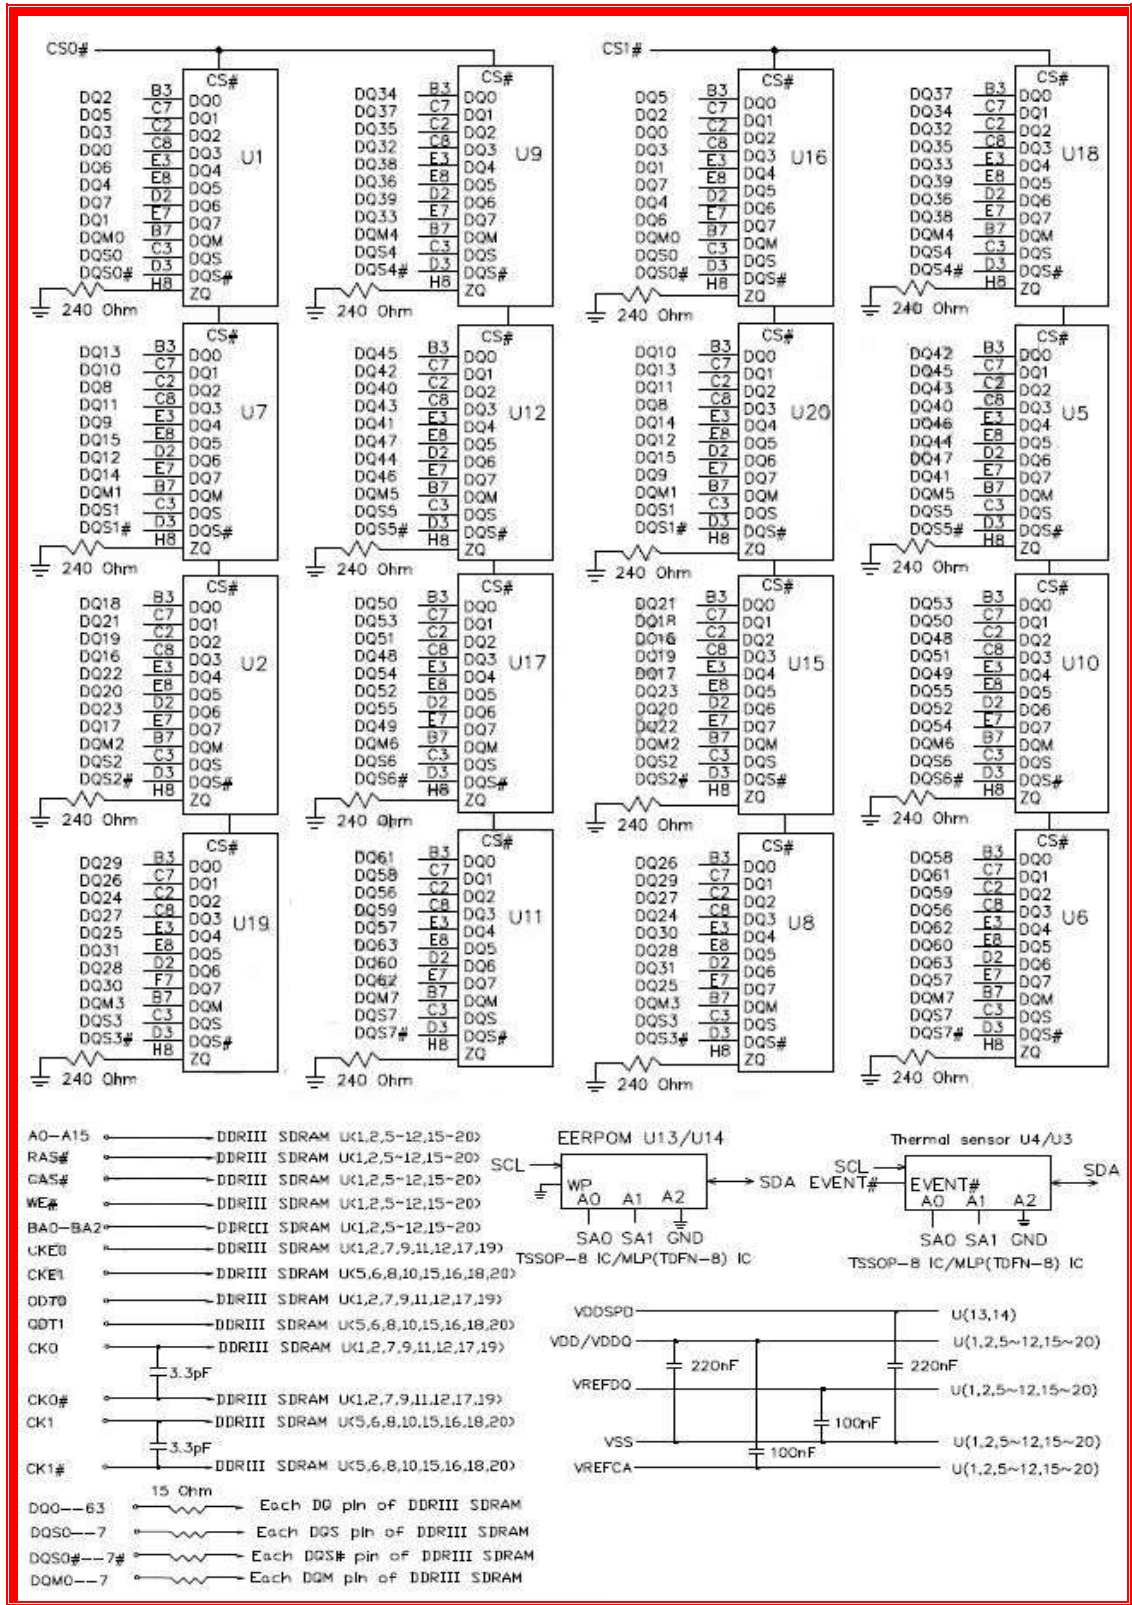 CS0#
CS#
DQ2 B3 DQ0
DQ5 C7 DQ1
DQ3 C2 DQ2
DQ0 C8 DQ3 U1
DQ6 E3 DQ4
DQ4 E8 DQ5
DQ7 D2 DQ6
DQ1 E7 DQ7
DQM0 B7 DQM
DQS0 C3 DQS
DQS0# D3 DQS#
H8 ZQ
240 Ohm
CS#
DQ34 B3 DQ0
DQ37 C7 DQ1
DQ35 C2 DQ2
DQ32 C8 DQ3 U9
DQ38 E3 DQ4
DQ36 E8 DQ5
DQ39 D2 DQ6
DQ33 E7 DQ7
DQM4 B7 DQM
DQS4 C3 DQS
DQS4# D3 DQS#
H8 ZQ
240 Ohm
CS1#
CS#
DQ5 B3 DQ0
DQ2 C7 DQ1
DQ0 C2 DQ2
DQ3 C8 DQ3 U16
DQ1 E3 DQ4
DQ7 E8 DQ5
DQ4 D2 DQ6
DQ6 E7 DQ7
DQM0 B7 DQM
DQS0 C3 DQS
DQS0# D3 DQS#
H8 ZQ
240 Ohm
CS#
DQ37 B3 DQ0
DQ34 C7 DQ1
DQ32 C2 DQ2
DQ35 C8 DQ3 U18
DQ33 E3 DQ4
DQ39 E8 DQ5
DQ36 D2 DQ6
DQ38 E7 DQ7
DQM4 B7 DQM
DQS4 C3 DQS
DQS4# D3 DQS#
H8 ZQ
240 Ohm
CS#
DQ13 B3 DQ0
DQ10 C7 DQ1
DQ8 C2 DQ2
DQ11 C8 DQ3 U7
DQ9 E3 DQ4
DQ15 E8 DQ5
DQ12 D2 DQ6
DQ14 E7 DQ7
DQM1 B7 DQM
DQS1 C3 DQS
DQS1# D3 DQS#
H8 ZQ
240 Ohm
CS#
DQ45 B3 DQ0
DQ42 C7 DQ1
DQ40 C2 DQ2
DQ43 C8 DQ3 U12
DQ41 E3 DQ4
DQ47 E8 DQ5
DQ44 D2 DQ6
DQ46 E7 DQ7
DQM5 B7 DQM
DQS5 C3 DQS
DQS5# D3 DQS#
H8 ZQ
240 Ohm
CS#
DQ10 B3 DQ0
DQ13 C7 DQ1
DQ11 C2 DQ2
DQ8 C8 DQ3 U20
DQ14 E3 DQ4
DQ12 E8 DQ5
DQ15 D2 DQ6
DQ9 E7 DQ7
DQM1 B7 DQM
DQS1 C3 DQS
DQS1# D3 DQS#
H8 ZQ
240 Ohm
CS#
DQ42 B3 DQ0
DQ45 C7 DQ1
DQ43 C2 DQ2
DQ40 C8 DQ3 U5
DQ46 E3 DQ4
DQ44 E8 DQ5
DQ47 D2 DQ6
DQ41 E7 DQ7
DQM5 B7 DQM
DQS5 C3 DQS
DQS5# D3 DQS#
H8 ZQ
240 Ohm
CS#
DQ18 B3 DQ0
DQ21 C7 DQ1
DQ19 C2 DQ2
DQ16 C8 DQ3 U2
DQ22 E3 DQ4
DQ20 E8 DQ5
DQ23 D2 DQ6
DQ17 E7 DQ7
DQM2 B7 DQM
DQS2 C3 DQS
DQS2# D3 DQS#
H8 ZQ
240 Ohm
CS#
DQ50 B3 DQ0
DQ53 C7 DQ1
DQ51 C2 DQ2
DQ48 C8 DQ3 U17
DQ54 E3 DQ4
DQ52 E8 DQ5
DQ55 D2 DQ6
DQ49 E7 DQ7
DQM6 B7 DQM
DQS6 C3 DQS
DQS6# D3 DQS#
H8 ZQ
240 Ohm
CS#
DQ21 B3 DQ0
DQ18 C7 DQ1
DQ16 C2 DQ2
DQ19 C8 DQ3 U15
DQ17 E3 DQ4
DQ23 E8 DQ5
DQ20 D2 DQ6
DQ22 E7 DQ7
DQM2 B7 DQM
DQS2 C3 DQS
DQS2# D3 DQS#
H8 ZQ
240 Ohm
CS#
DQ53 B3 DQ0
DQ50 C7 DQ1
DQ48 C2 DQ2
DQ51 C8 DQ3 U10
DQ49 E3 DQ4
DQ55 E8 DQ5
DQ52 D2 DQ6
DQ54 E7 DQ7
DQM6 B7 DQM
DQS6 C3 DQS
DQS6# D3 DQS#
H8 ZQ
240 Ohm
CS#
DQ29 B3 DQ0
DQ26 C7 DQ1
DQ24 C2 DQ2
DQ27 C8 DQ3 U19
DQ25 E3 DQ4
DQ31 E8 DQ5
DQ28 D2 DQ6
DQ30 F7 DQ7
DQM3 B7 DQM
DQS3 C3 DQS
DQS3# D3 DQS#
H8 ZQ
240 Ohm
CS#
DQ61 B3 DQ0
DQ58 C7 DQ1
DQ56 C2 DQ2
DQ59 C8 DQ3 U11
DQ57 E3 DQ4
DQ63 E8 DQ5
DQ60 D2 DQ6
DQ62 E7 DQ7
DQM7 B7 DQM
DQS7 C3 DQS
DQS7# D3 DQS#
H8 ZQ
240 Ohm
CS#
DQ26 B3 DQ0
DQ29 C7 DQ1
DQ27 C2 DQ2
DQ24 C8 DQ3 U8
DQ30 E3 DQ4
DQ28 E8 DQ5
DQ31 D2 DQ6
DQ25 E7 DQ7
DQM3 B7 DQM
DQS3 C3 DQS
DQS3# D3 DQS#
H8 ZQ
240 Ohm
CS#
DQ58 B3 DQ0
DQ61 C7 DQ1
DQ59 C2 DQ2
DQ56 C8 DQ3 U6
DQ62 E3 DQ4
DQ60 E8 DQ5
DQ63 D2 DQ6
DQ57 E7 DQ7
DQM7 B7 DQM
DQS7 C3 DQS
DQS7# D3 DQS#
H8 ZQ
240 Ohm
A0-A15 DDRIII SDRAM U(1,2,5-12,15-20)
RAS# DDRIII SDRAM U(1,2,5-12,15-20)
CAS# DDRIII SDRAM U(1,2,5-12,15-20)
WE# DDRIII SDRAM U(1,2,5-12,15-20)
BA0-BA2 DDRIII SDRAM U(1,2,5-12,15-20)
CKE0 DDRIII SDRAM U(1,2,7,9,11,12,17,19)
CKE1 DDRIII SDRAM U(5,6,8,10,15,16,18,20)
ODT0 DDRIII SDRAM U(1,2,7,9,11,12,17,19)
ODT1 DDRIII SDRAM U(5,6,8,10,15,16,18,20)
CK0 DDRIII SDRAM U(1,2,7,9,11,12,17,19)
3.3pF
CK0# DDRIII SDRAM U(1,2,7,9,11,12,17,19)
CK1 DDRIII SDRAM U(5,6,8,10,15,16,18,20)
3.3pF
CK1# DDRIII SDRAM U(5,6,8,10,15,16,18,20)
15 Ohm
DQ0--63 Each DQ pin of DDRIII SDRAM
DQS0--7 Each DQS pin of DDRIII SDRAM
DQS0#--7# Each DQS# pin of DDRIII SDRAM
DQM0--7 Each DQM pin of DDRIII SDRAM
EERPOM U13/U14
SCL
WP SDA
A0 A1 A2
SA0 SA1 GND
TSSOP-8 IC/MLP(TDFN-8) IC
Thermal sensor U4/U3
SCL SDA
EVENT# EVENT#
A0 A1 A2
SA0 SA1 GND
TSSOP-8 IC/MLP(TDFN-8) IC
VDDSPD U(13,14)
VDD/VDDQ U(1,2,5~12,15~20)
220nF 220nF
VREFDQ U(1,2,5~12,15~20)
100nF
VSS U(1,2,5~12,15~20)
100nF
VREFCA U(1,2,5~12,15~20)